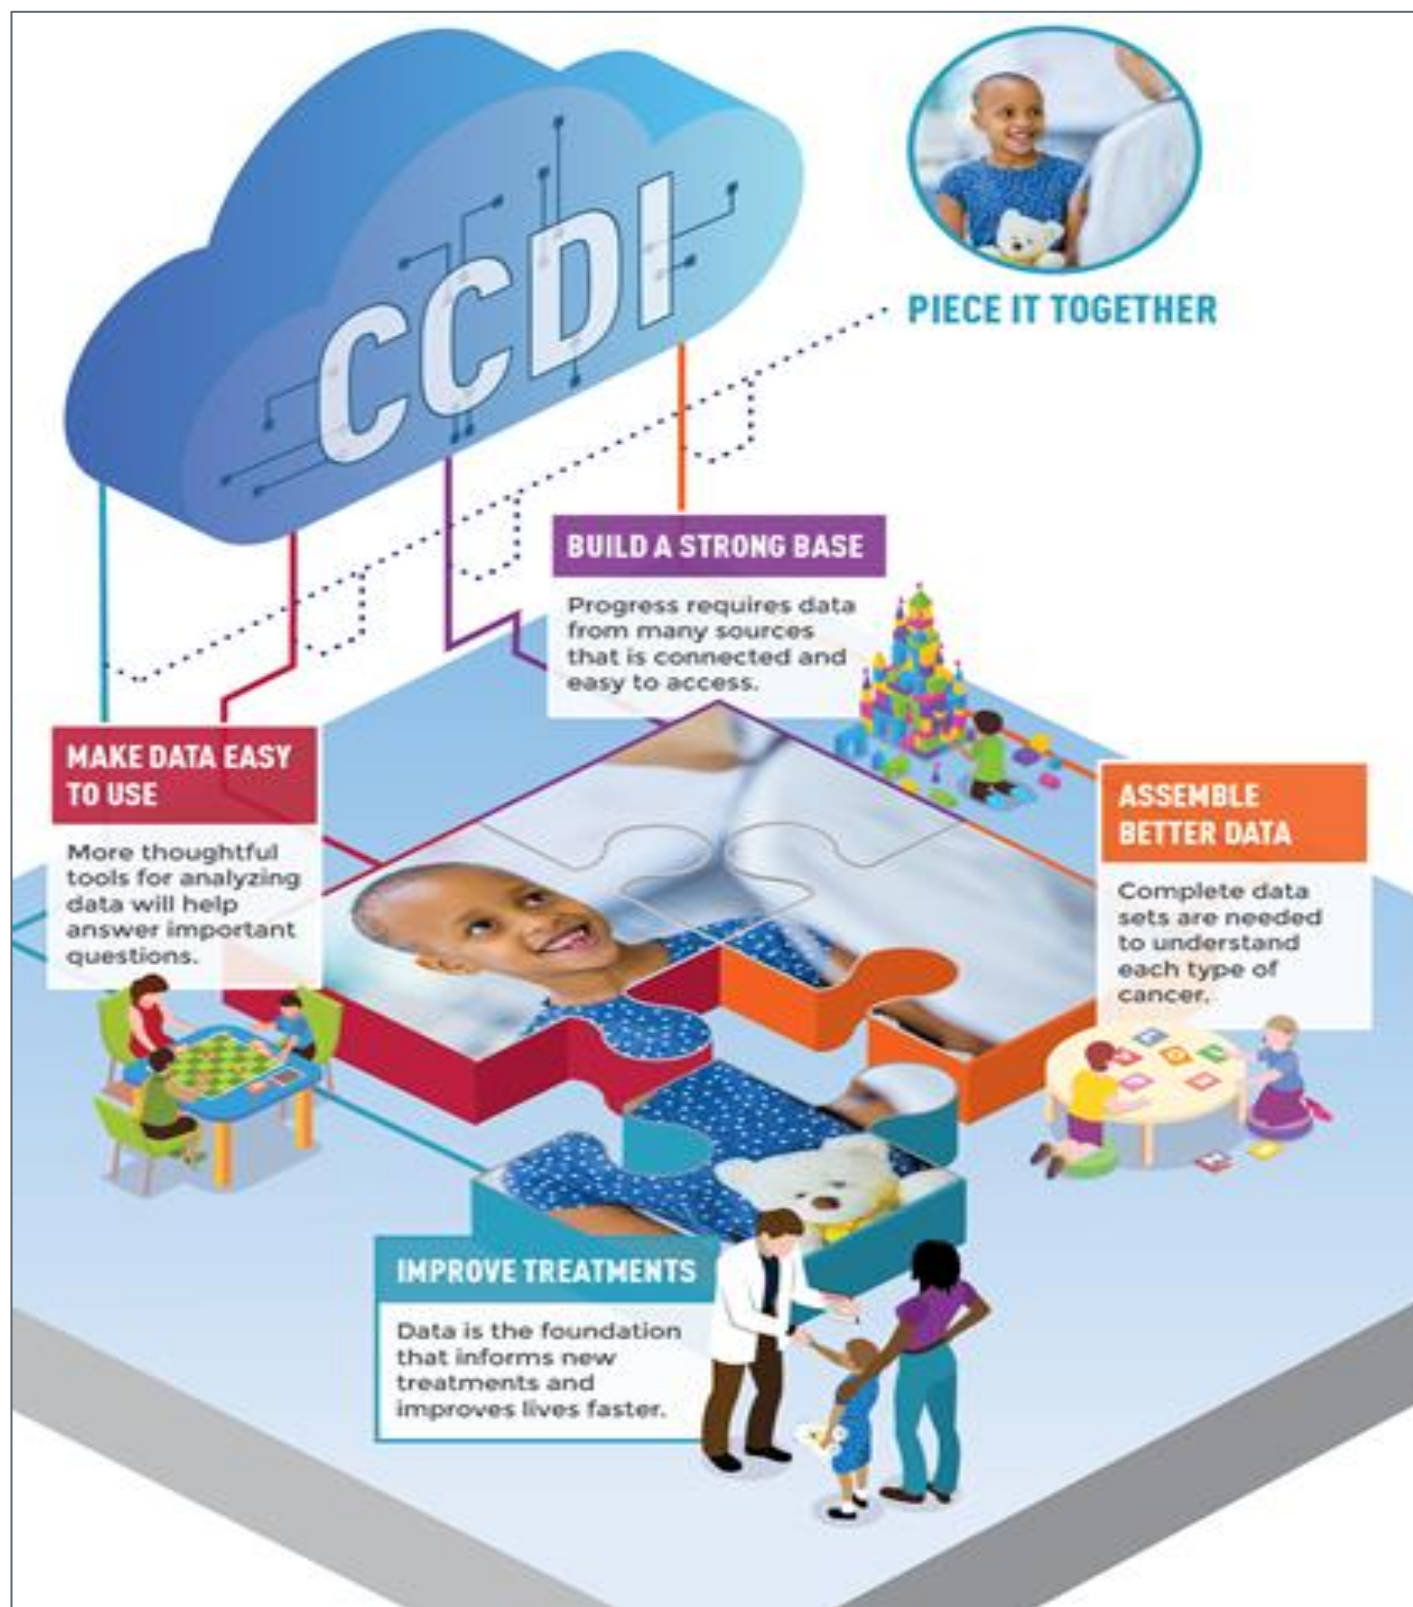 CCDI
PIECE IT TOGETHER
BUILD A STRONG BASE
Progress requires data
from many sources
that is connected and
easy to access.
MAKE DATA EASY
TO USE
More thoughtful
tools for analyzing
data will help
answer important
questions.
ASSEMBLE
BETTER DATA
Complete data
sets are needed
to understand
each type of
cancer.
IMPROVE TREATMENTS
Data is the foundation
that informs new
treatments and
improves lives faster.